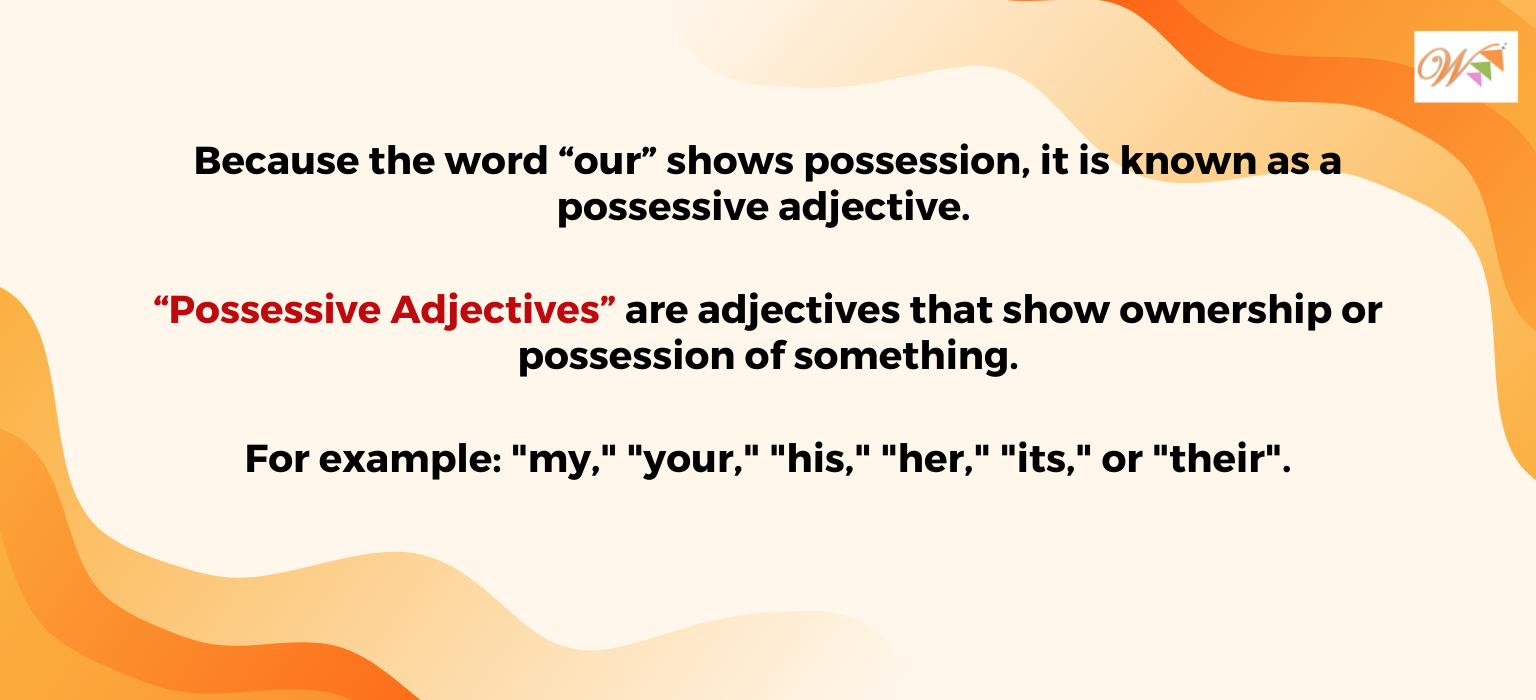 W
Because the word “our” shows possession, it is known as a
possessive adjective.
“Possessive Adjectives” are adjectives that show ownership or
possession of something.
For example: "my," "your," "his," "her," "its," or "their".